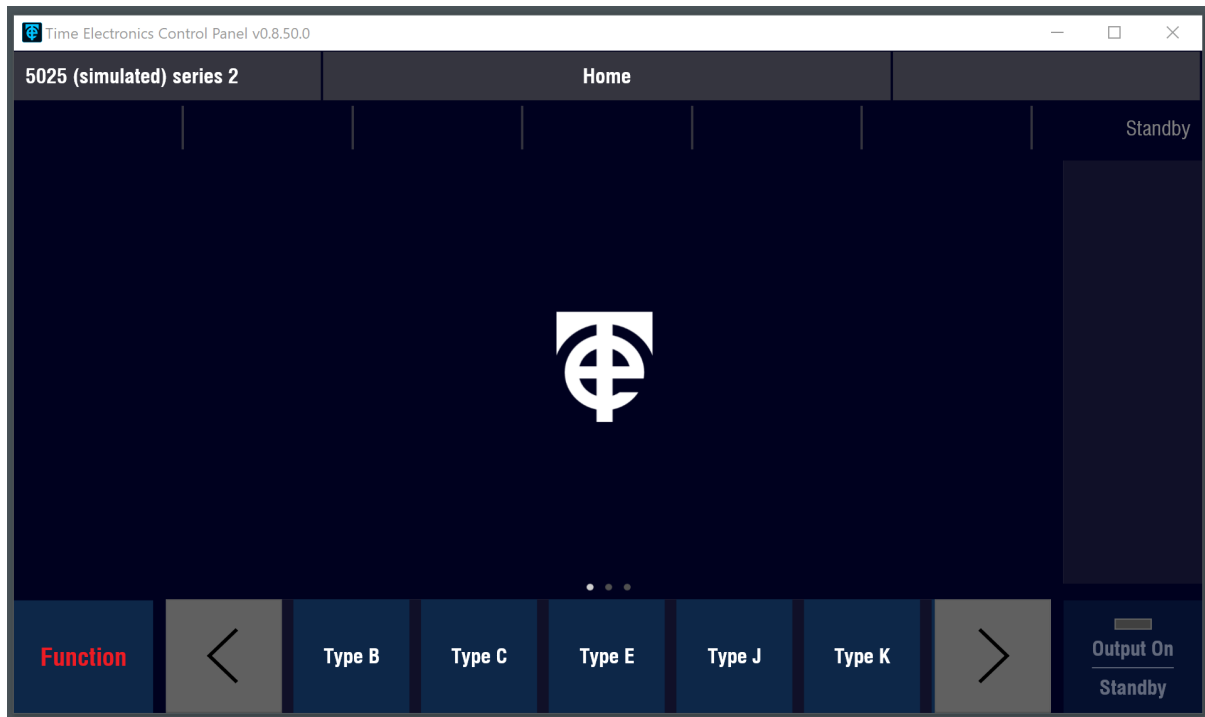 Time Electronics Control Panel v0.8.50.0
5025 (simulated) series 2
Home
Standby
Function
Type B
Type C
Type E
Type J
Type K
Output On
Standby